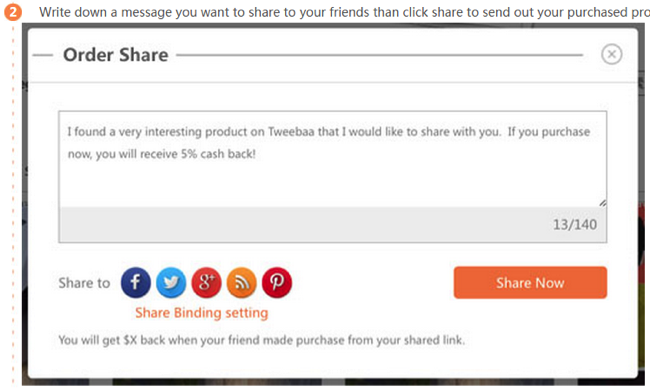 2 Write down a message you want to share to your friends than click share to send out your purchased pro
Order Share
I found a very interesting product on Tweebaa that I would like to share with you. If you purchase
now, you will receive 5% cash back!
13/140
Share to f g+ Share Now
Share Binding setting
You will get $X back when your friend made purchase from your shared link.